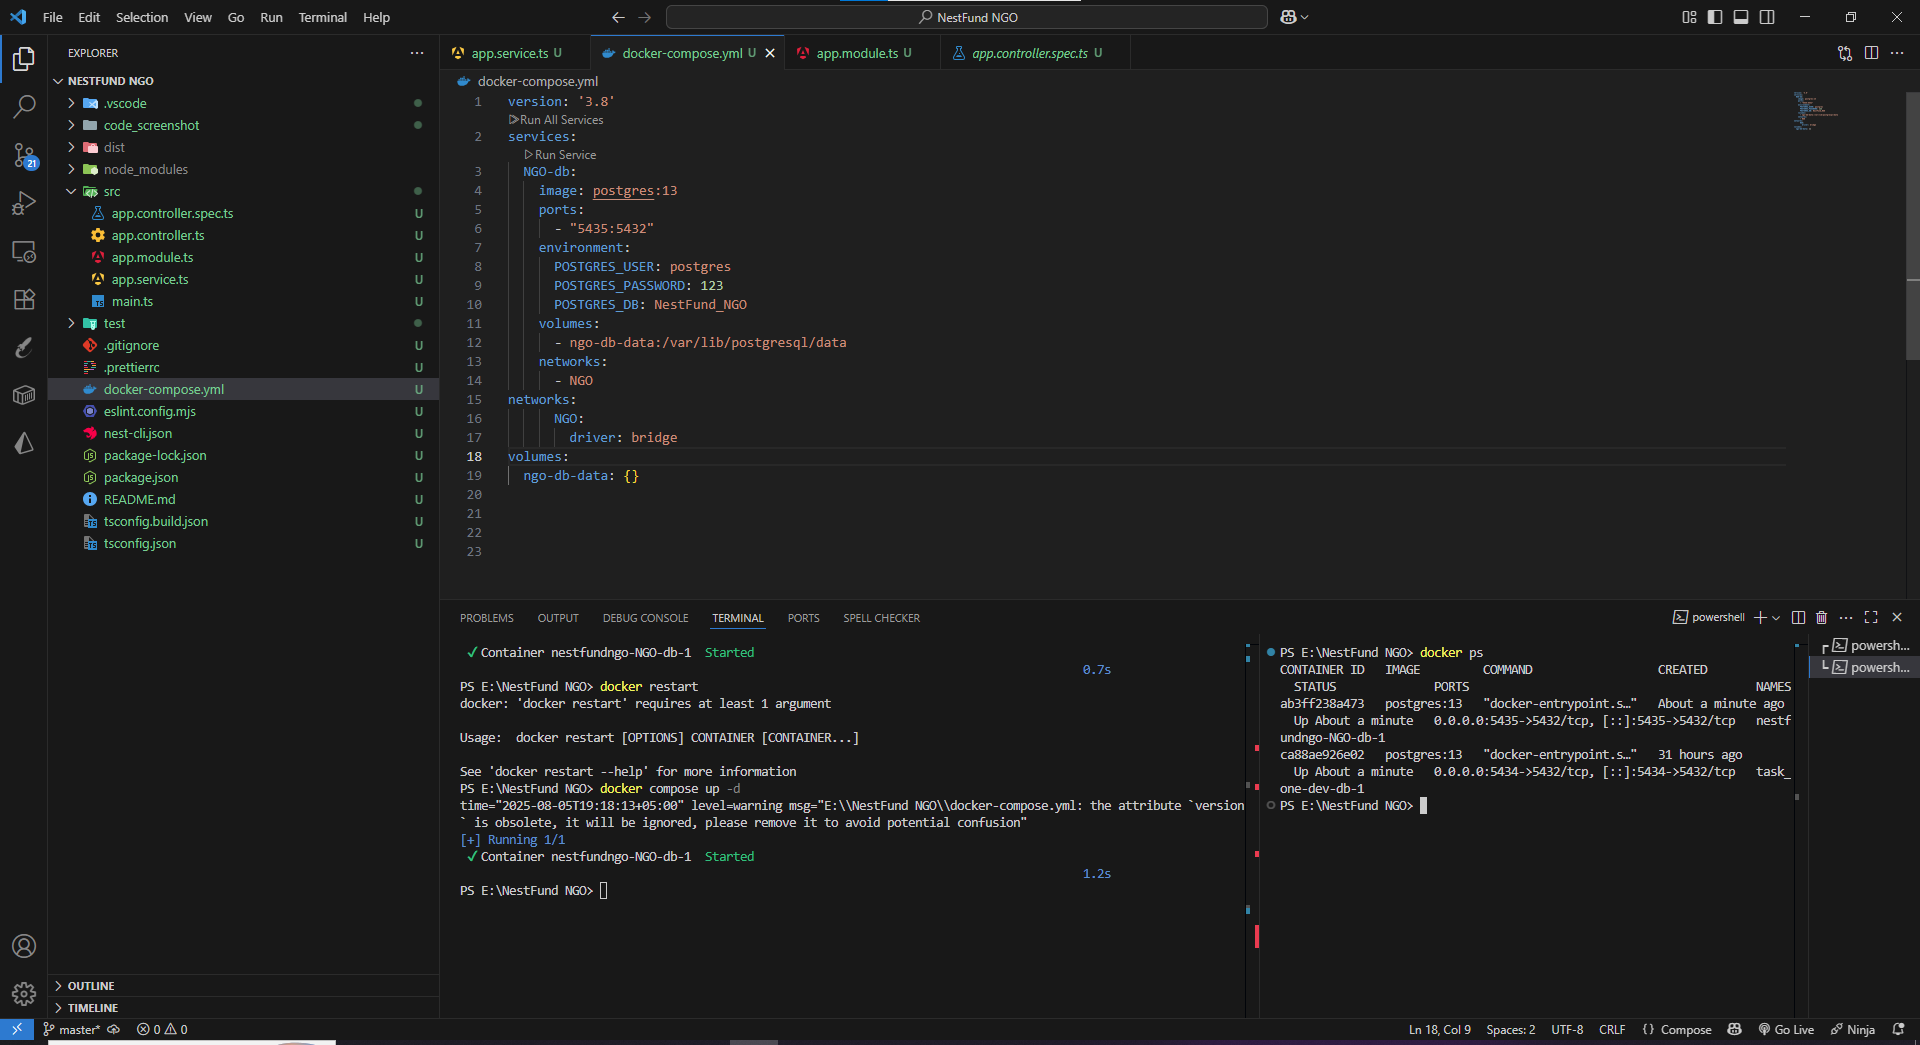 File Edit Selection View Go Run Terminal Help
NestFund NGO
EXPLORER
NESTFUND NGO
.vscode
code_screenshot
dist
node_modules
src
app.controller.spec.ts U
app.controller.ts U
app.module.ts U
app.service.ts U
main.ts U
test
.gitignore U
.prettierrc U
docker-compose.yml U
eslint.config.mjs U
nest-cli.json U
package-lock.json U
package.json U
README.md U
tsconfig.build.json U
tsconfig.json U
OUTLINE
TIMELINE
21
app.service.ts U
docker-compose.yml U
app.module.ts U
app.controller.spec.ts U
docker-compose.yml
1 version: '3.8'
Run All Services
2 services:
Run Service
3 NGO-db:
4 image: postgres:13
5 ports:
6 - "5435:5432"
7 environment:
8 POSTGRES_USER: postgres
9 POSTGRES_PASSWORD: 123
10 POSTGRES_DB: NestFund_NGO
11 volumes:
12 - ngo-db-data:/var/lib/postgresql/data
13 networks:
14 - NGO
15 networks:
16 NGO:
17 driver: bridge
18 volumes:
19 ngo-db-data: {}
20
21
22
23
PROBLEMS OUTPUT DEBUG CONSOLE TERMINAL PORTS SPELL CHECKER
powershell
✓Container nestfundngo-NGO-db-1 Started
0.7s
PS E:\NestFund NGO> docker restart
docker: 'docker restart' requires at least 1 argument
Usage: docker restart [OPTIONS] CONTAINER [CONTAINER...]
See 'docker restart --help' for more information
PS E:\NestFund NGO> docker compose up -d
time="2025-08-05T19:18:13+05:00" level=warning msg="E:\\NestFund NGO\\docker-compose.yml: the attribute `version
` is obsolete, it will be ignored, please remove it to avoid potential confusion"
[+] Running 1/1
✓Container nestfundngo-NGO-db-1 Started
1.2s
PS E:\NestFund NGO>
PS E:\NestFund NGO> docker ps
CONTAINER ID IMAGE COMMAND CREATED
STATUS PORTS NAMES
ab3ff238a473 postgres:13 "docker-entrypoint.s…" About a minute ago
Up About a minute 0.0.0.0:5435->5432/tcp, [::]:5435->5432/tcp nestf
undngo-NGO-db-1
ca88ae926e02 postgres:13 "docker-entrypoint.s…" 31 hours ago
Up About a minute 0.0.0.0:5434->5432/tcp, [::]:5434->5432/tcp task_
one-dev-db-1
PS E:\NestFund NGO>
powersh...
powersh...
master* 0 0
Ln 18, Col 9 Spaces: 2 UTF-8 CRLF {} Compose Go Live Ninja